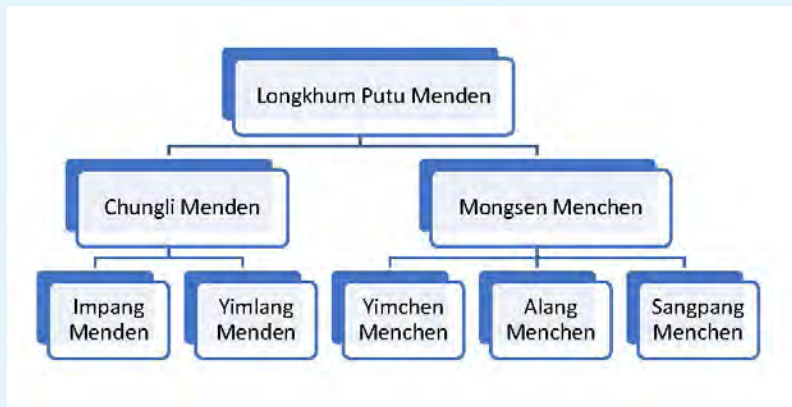 Longkhum Putu Menden
Chungli Menden
Mongsen Menchen
Impang
Menden
Yimlang
Menden
Yimchen
Menchen
Alang
Menchen
Sangpang
Menchen